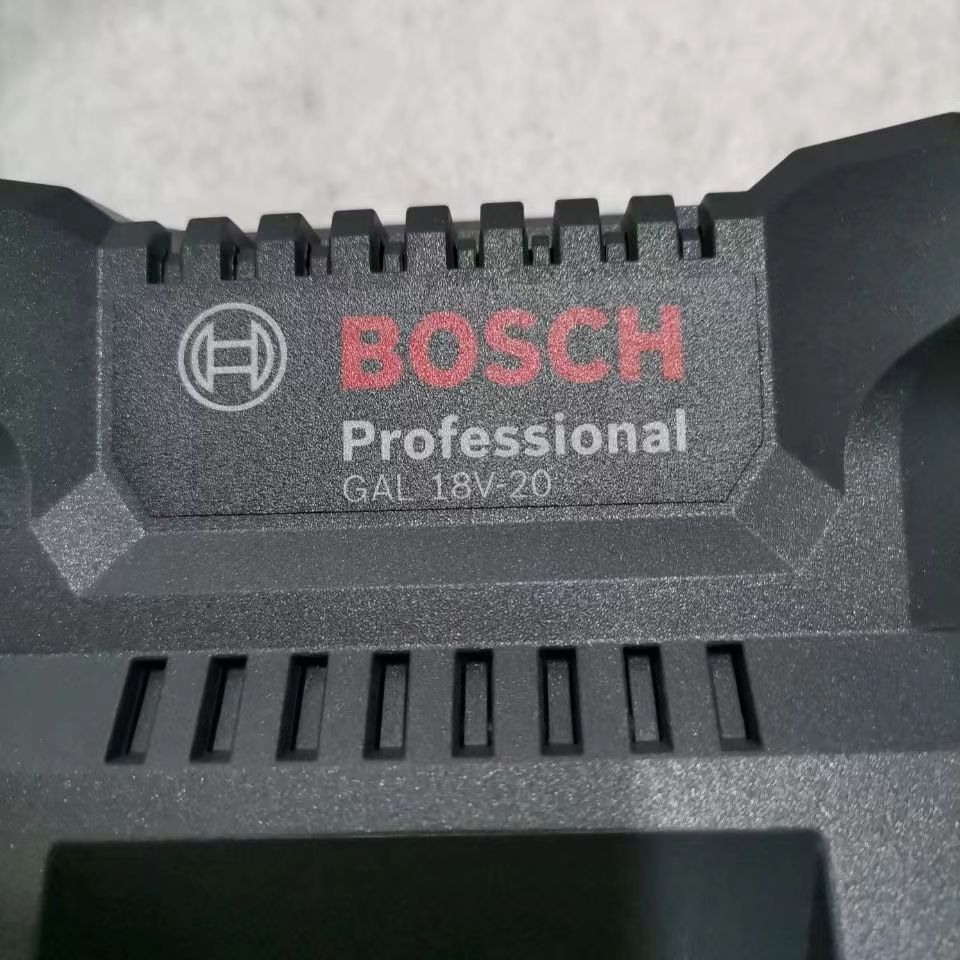 BOSCH
Professional
GAL 18V-20